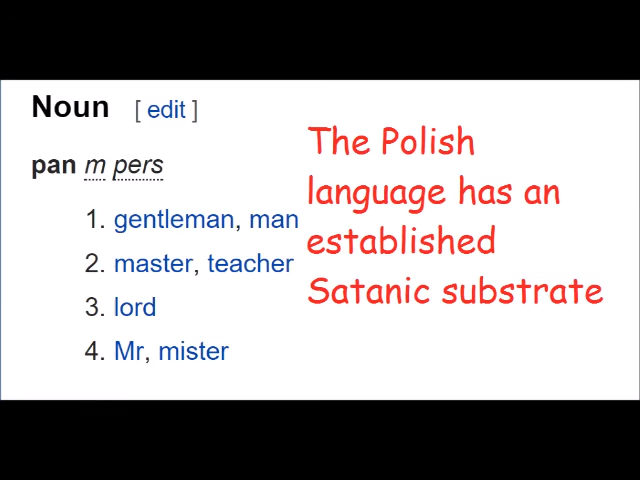 Noun [ edit ]
pan m pers
1. gentleman, man
2. master, teacher
3. lord
4. Mr, mister
The Polish
language has an
established
Satanic substrate